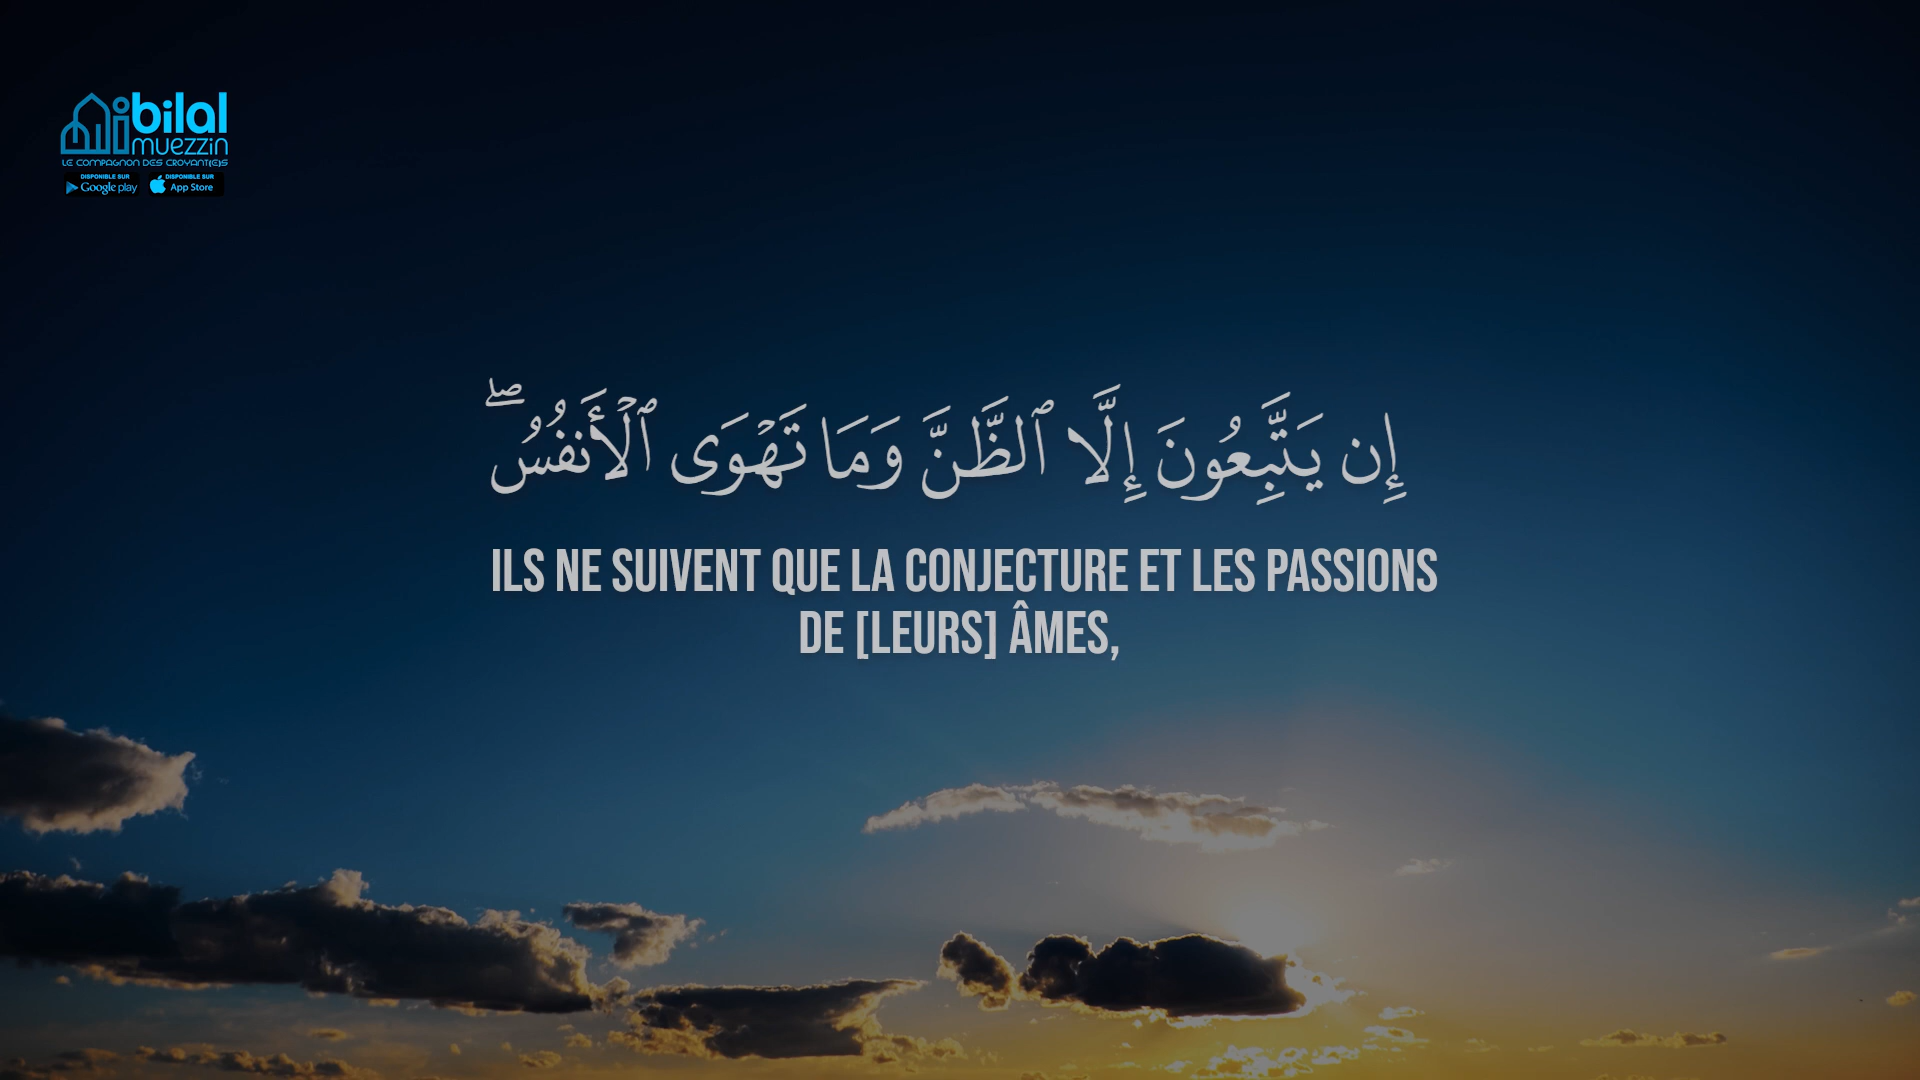 bilal
muezzin
LE COMPAGNON DES CROYANT(E)S
DISPONIBLE SUR DISPONIBLE SUR
Google play App Store
إِن يَتَّبِعُونَ إِلَّا ٱلظَّنَّ وَمَا تَهْوَى ٱلْأَنفُسُ ۖ
ILS NE SUIVENT QUE LA CONJECTURE ET LES PASSIONS
DE [LEURS] ÂMES,